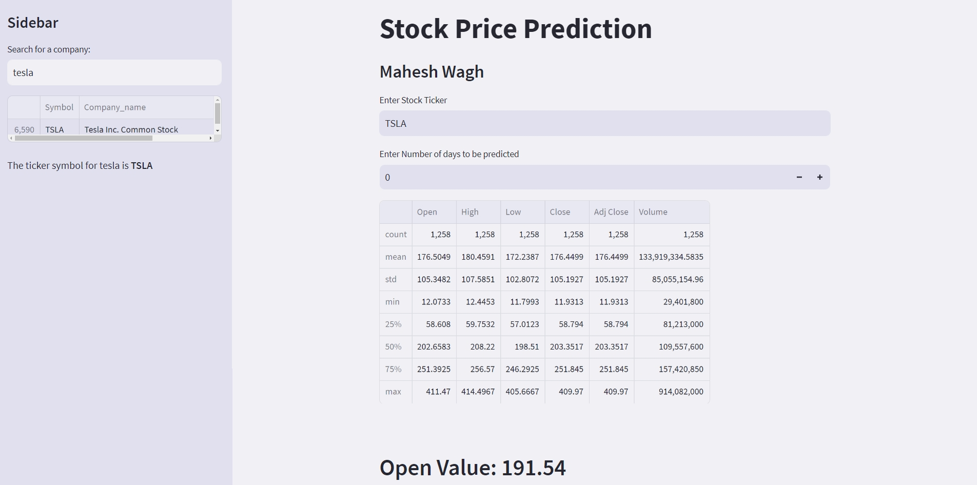 Sidebar
Search for a company:
tesla
Symbol Company_name
6,590 TSLA Tesla Inc. Common Stock
The ticker symbol for tesla is TSLA
Stock Price Prediction
Mahesh Wagh
Enter Stock Ticker
TSLA
Enter Number of days to be predicted
0 − +
Open High Low Close Adj Close Volume
count 1,258 1,258 1,258 1,258 1,258 1,258
mean 176.5049 180.4591 172.2387 176.4499 176.4499 133,919,334.5835
std 105.3482 107.5851 102.8072 105.1927 105.1927 85,055,154.96
min 12.0733 12.4453 11.7993 11.9313 11.9313 29,401,800
25% 58.608 59.7532 57.0123 58.794 58.794 81,213,000
50% 202.6583 208.22 198.51 203.3517 203.3517 109,557,600
75% 251.3925 256.57 246.2925 251.845 251.845 157,420,850
max 411.47 414.4967 405.6667 409.97 409.97 914,082,000
Open Value: 191.54